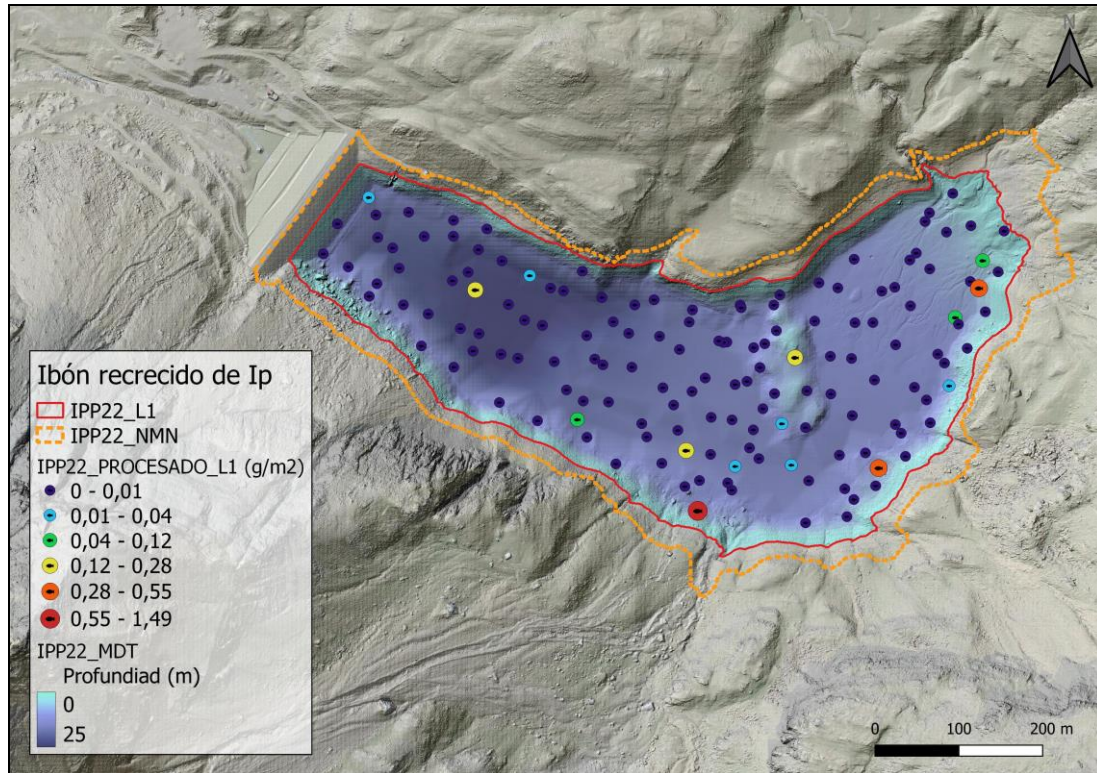 N
Ibón recrecido de Ip
IPP22_L1
IPP22_NMN
IPP22_PROCESADO_L1 (g/m2)
0 - 0,01
0,01 - 0,04
0,04 - 0,12
0,12 - 0,28
0,28 - 0,55
0,55 - 1,49
IPP22_MDT
Profundiad (m)
0
25
0 100 200 m